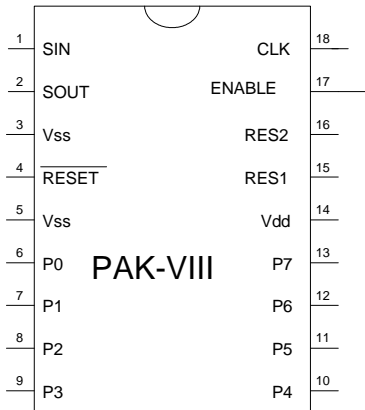 1 SIN CLK 18
2 SOUT ENABLE 17
3 Vss RES2 16
4 RESET RES1 15
5 Vss Vdd 14
6 P0 PAK-VIII P7 13
7 P1 P6 12
8 P2 P5 11
9 P3 P4 10